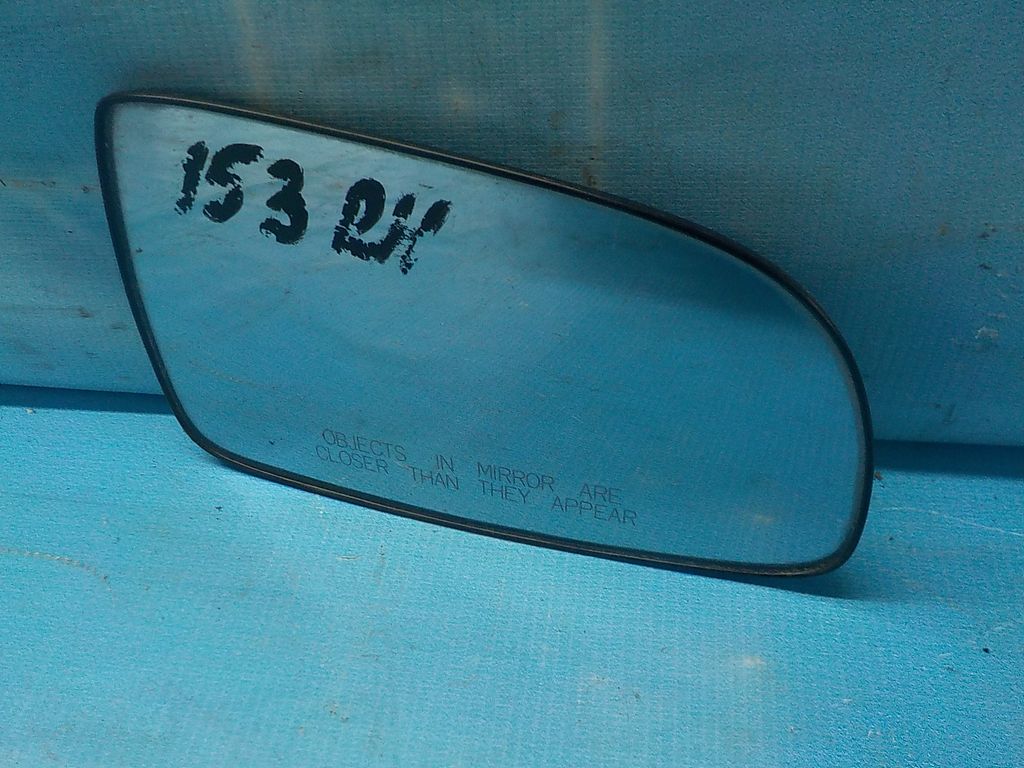 153 RH
OBJECTS IN MIRROR ARE
CLOSER THAN THEY APPEAR